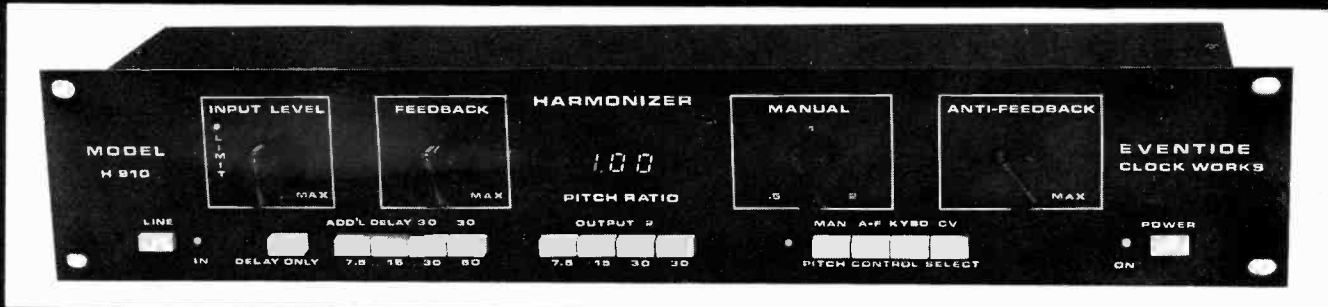 MODEL
H 910
INPUT LEVEL
LIMIT
MAX
FEEDBACK
MAX
HARMONIZER
1.00
PITCH RATIO
MANUAL
1
.5 2
ANTI-FEEDBACK
MAX
EVENTIDE
CLOCK WORKS
LINE
IN
DELAY ONLY
ADD'L DELAY 30 30
7.5 15 30 60
OUTPUT 2
7.5 15 30 30
MAN A-F KYBD CV
PITCH CONTROL SELECT
POWER
ON